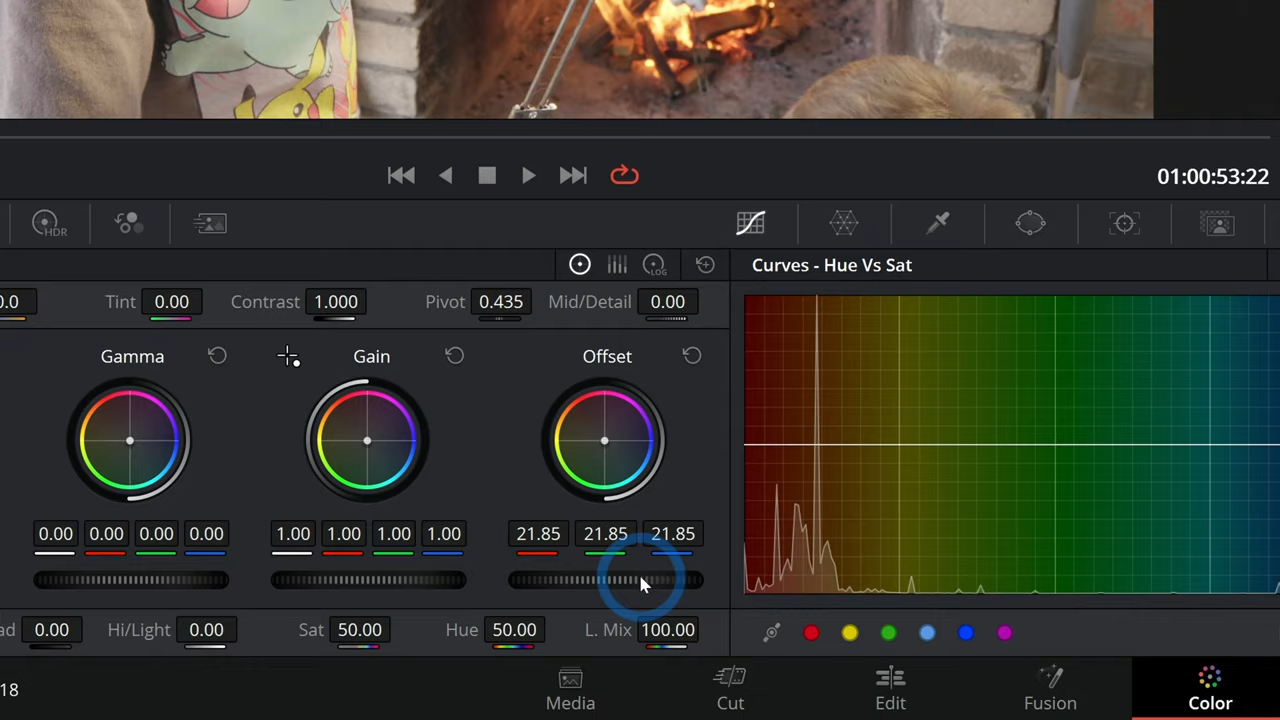 01:00:53:22
HDR
LOG
Curves - Hue Vs Sat
0.0 Tint 0.00 Contrast 1.000 Pivot 0.435 Mid/Detail 0.00
Gamma Gain Offset
0.00 0.00 0.00 0.00 1.00 1.00 1.00 1.00 21.85 21.85 21.85
ad 0.00 Hi/Light 0.00 Sat 50.00 Hue 50.00 L. Mix 100.00
18
Media Cut Edit Fusion Color